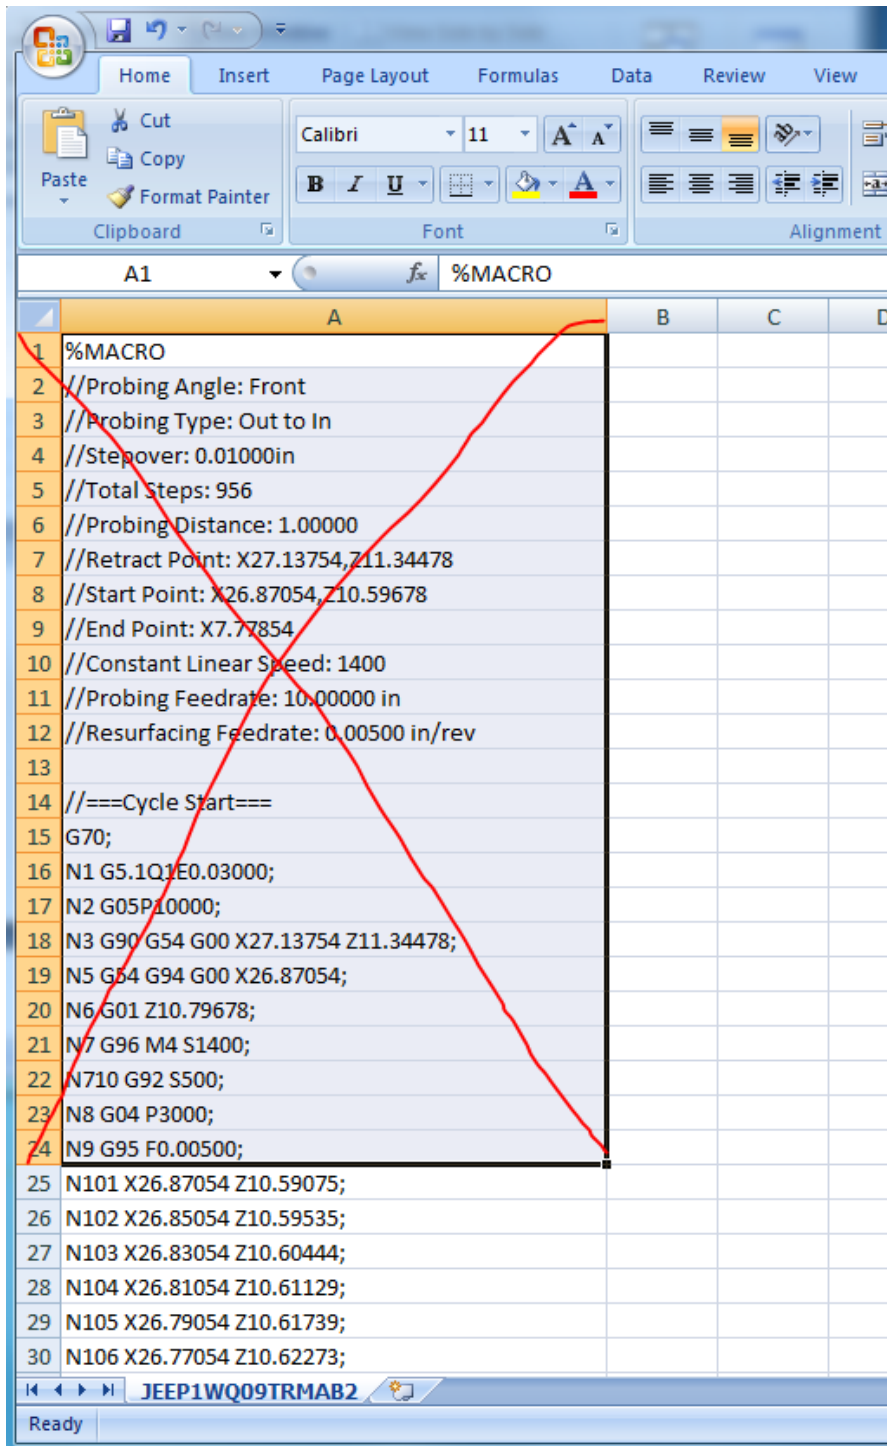 Home Insert Page Layout Formulas Data Review View
Cut
Copy
Paste
Format Painter
Calibri 11 A A
B I U A
Clipboard Font Alignment
A1 fx %MACRO
A B C D
1 %MACRO
2 //Probing Angle: Front
3 //Probing Type: Out to In
4 //Stepover: 0.01000in
5 //Total Steps: 956
6 //Probing Distance: 1.00000
7 //Retract Point: X27.13754,Z11.34478
8 //Start Point: X26.87054,Z10.59678
9 //End Point: X7.77854
10 //Constant Linear Speed: 1400
11 //Probing Feedrate: 10.00000 in
12 //Resurfacing Feedrate: 0.00500 in/rev
13
14 //===Cycle Start===
15 G70;
16 N1 G5.1Q1E0.03000;
17 N2 G05P10000;
18 N3 G90 G54 G00 X27.13754 Z11.34478;
19 N5 G54 G94 G00 X26.87054;
20 N6 G01 Z10.79678;
21 N7 G96 M4 S1400;
22 N710 G92 S500;
23 N8 G04 P3000;
24 N9 G95 F0.00500;
25 N101 X26.87054 Z10.59075;
26 N102 X26.85054 Z10.59535;
27 N103 X26.83054 Z10.60444;
28 N104 X26.81054 Z10.61129;
29 N105 X26.79054 Z10.61739;
30 N106 X26.77054 Z10.62273;
JEEP1WQ09TRMAB2
Ready